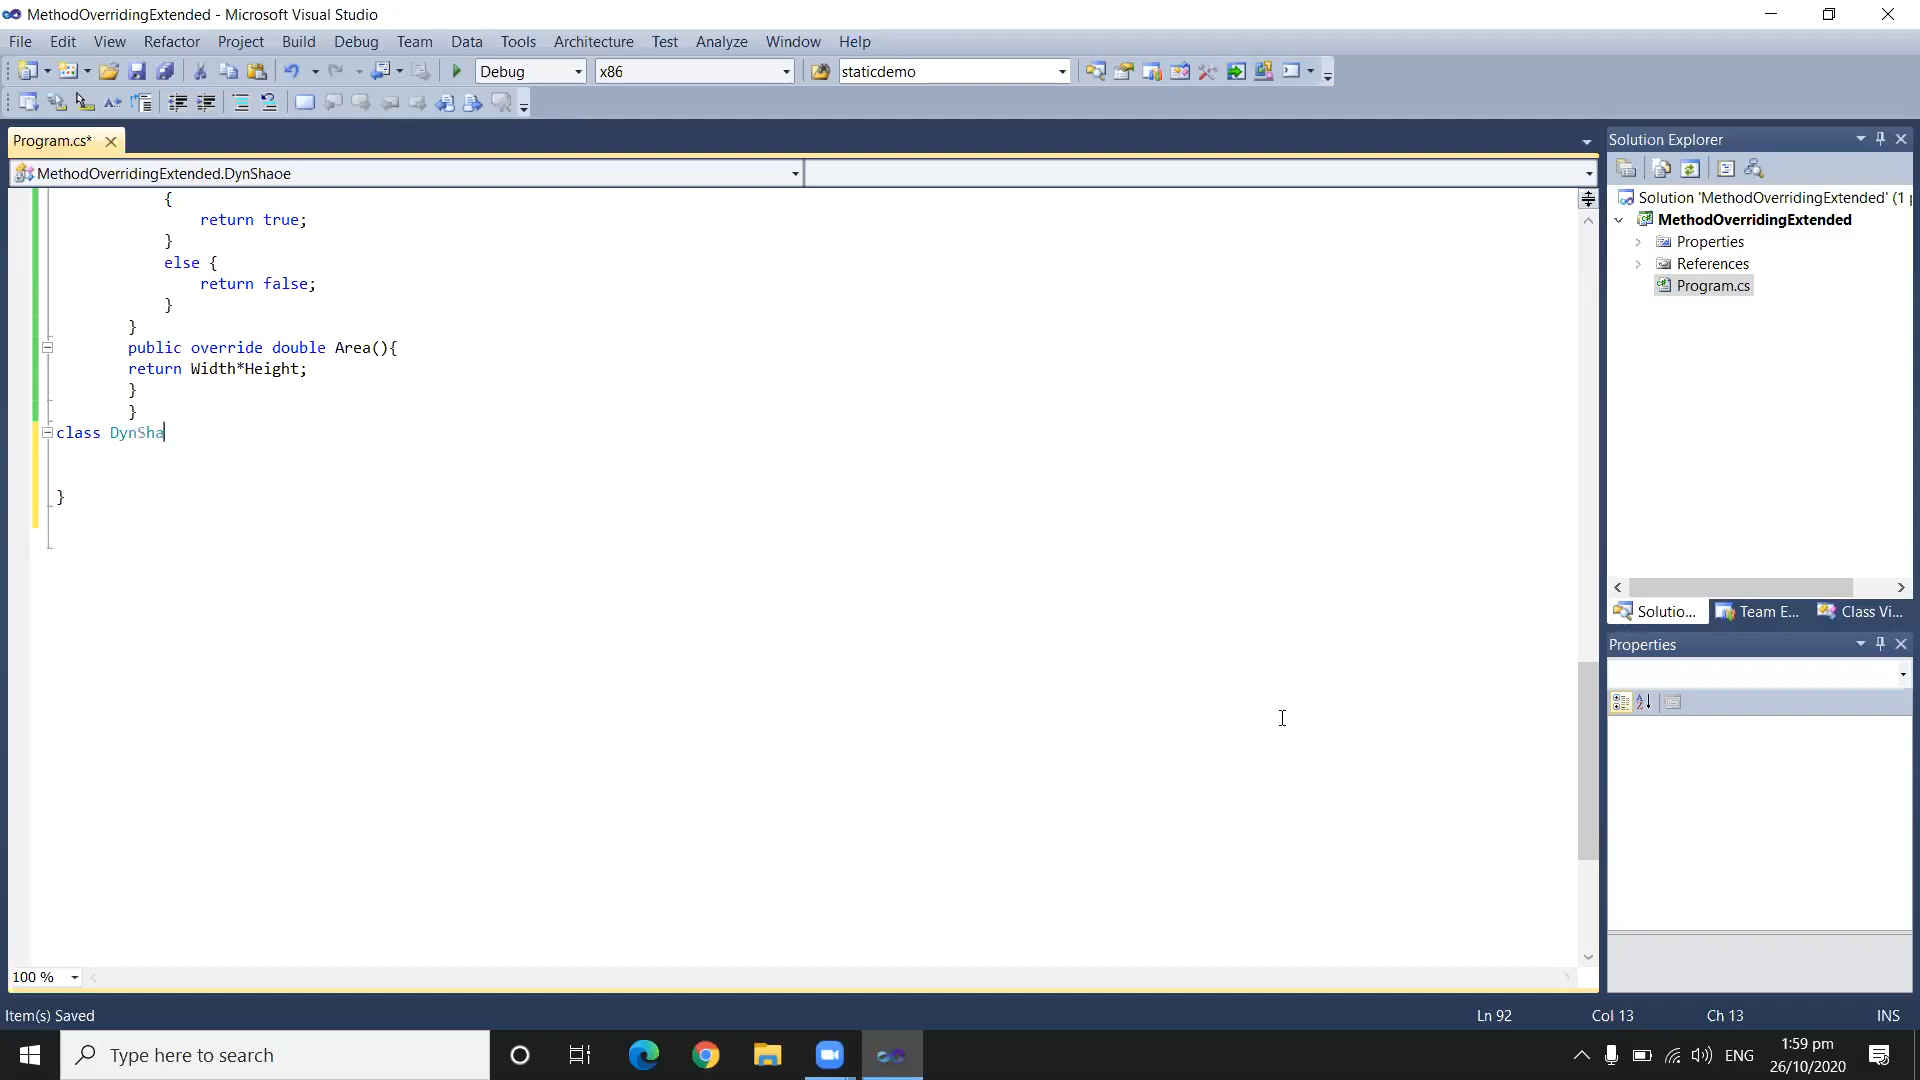 MethodOverridingExtended - Microsoft Visual Studio
File Edit View Refactor Project Build Debug Team Data Tools Architecture Test Analyze Window Help
Debug x86 staticdemo
Program.cs*
Solution Explorer
MethodOverridingExtended.DynShaoe
{
return true;
}
else {
return false;
}
}
public override double Area(){
return Width*Height;
}
}
class DynSha
}
Solution 'MethodOverridingExtended' (1
MethodOverridingExtended
Properties
References
Program.cs
Solutio... Team E... Class Vi...
Properties
100 %
Item(s) Saved Ln 92 Col 13 Ch 13 INS
Type here to search
ENG
1:59 pm
26/10/2020